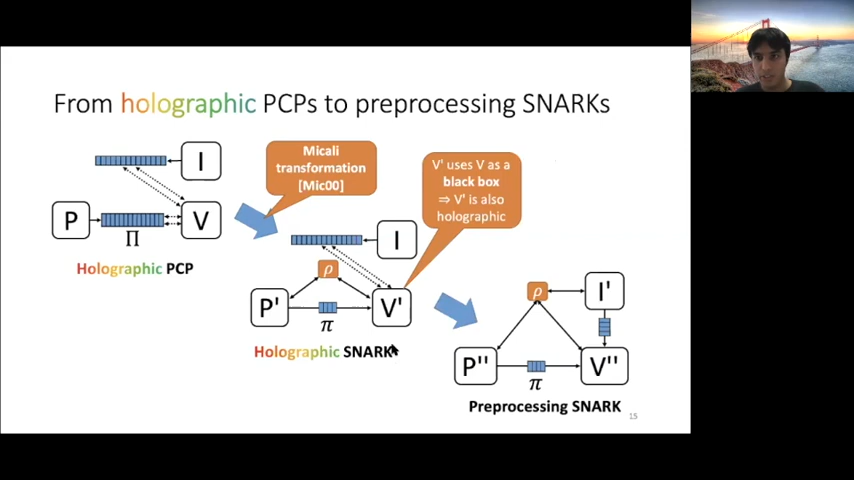 From holographic PCPs to preprocessing SNARKs
I
P
Π
V
Holographic PCP
Micali
transformation
[Mic00]
I
ρ
P'
π
V'
Holographic SNARK
V' uses V as a
black box
⇒ V' is also
holographic
ρ
I'
P''
π
V''
Preprocessing SNARK
15